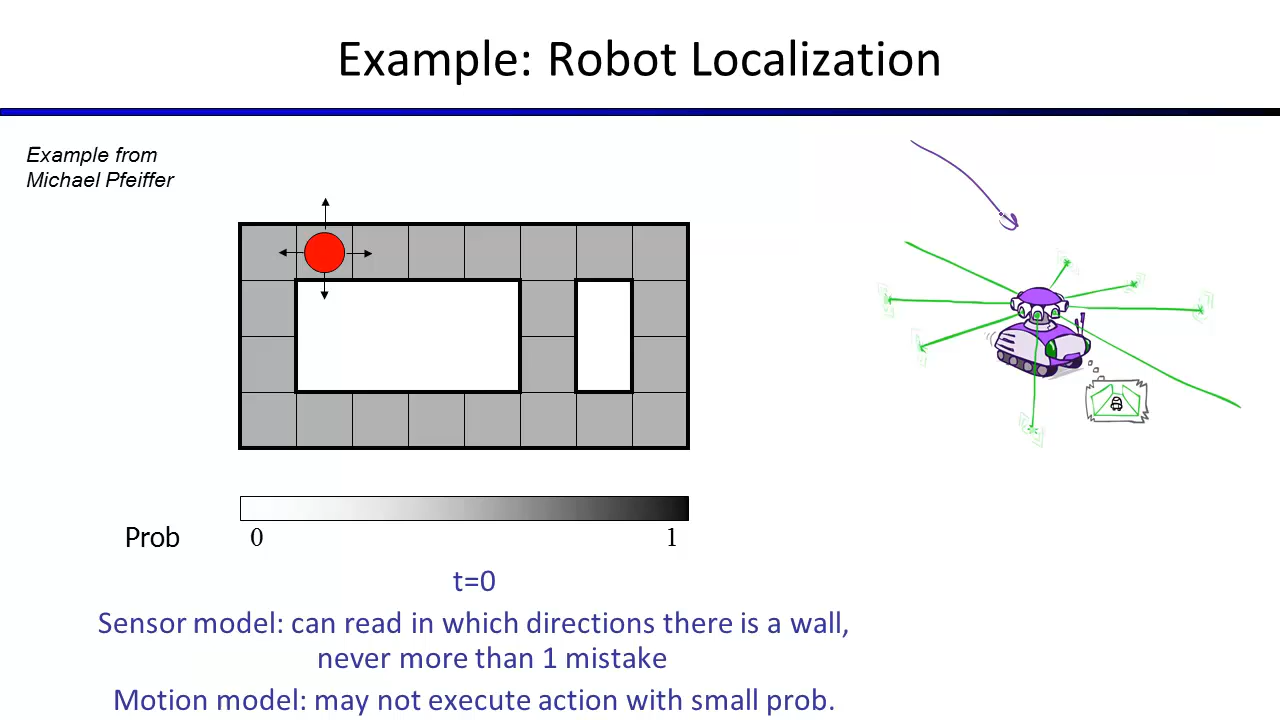 Example: Robot Localization
Example from
Michael Pfeiffer
Prob
0
1
t=0
Sensor model: can read in which directions there is a wall,
never more than 1 mistake
Motion model: may not execute action with small prob.